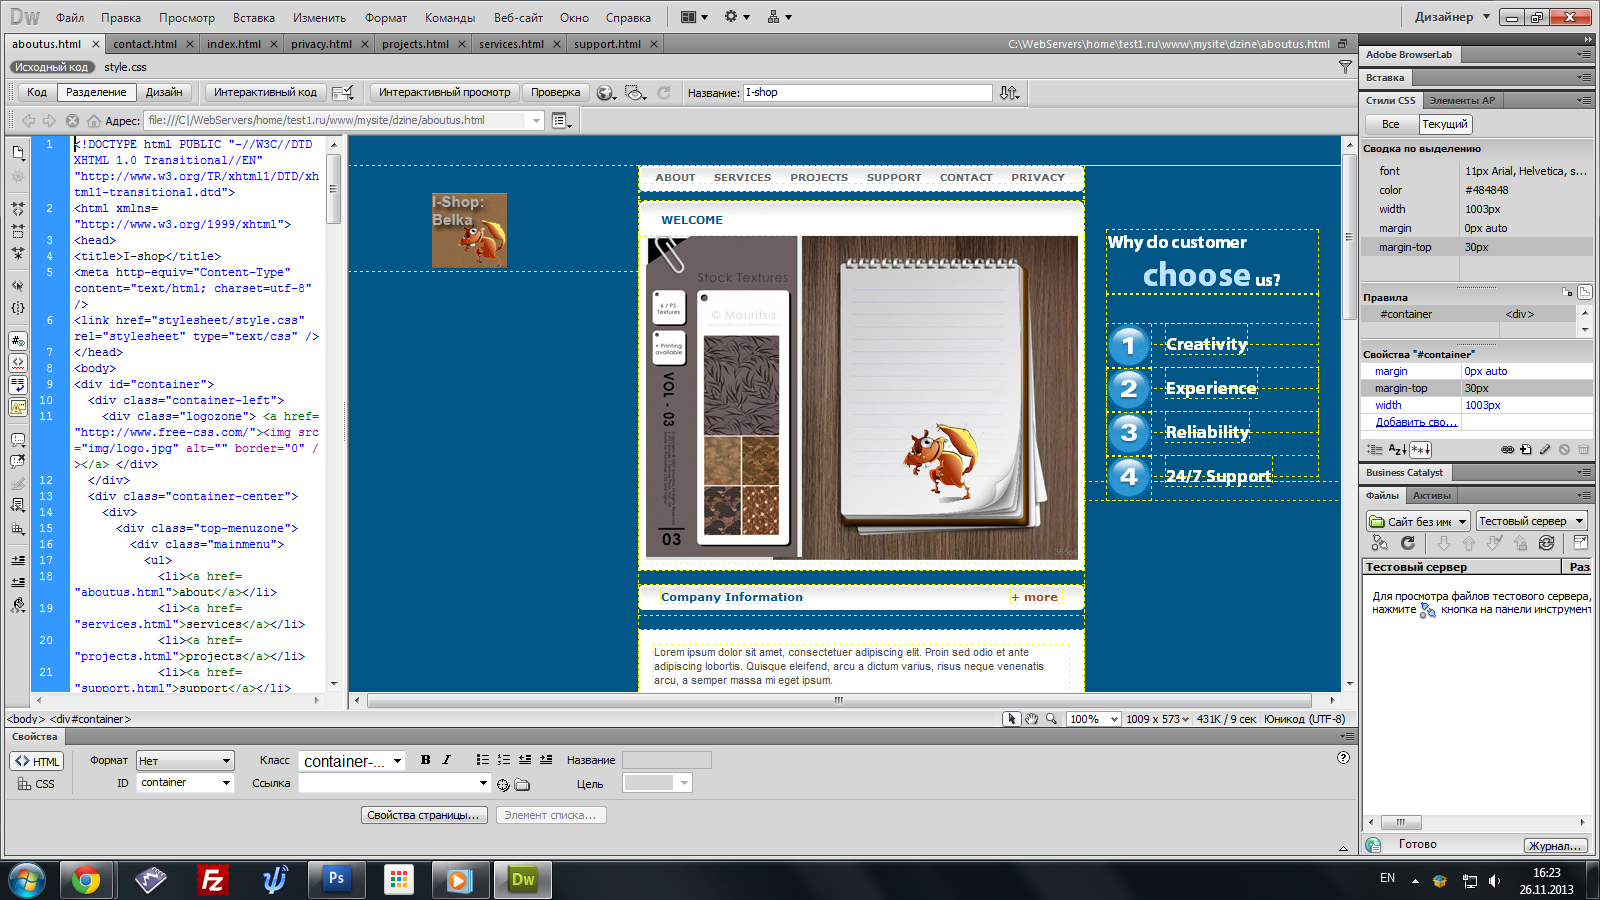 Dw Файл Правка Просмотр Вставка Изменить Формат Команды Веб-сайт Окно Справка Дизайнер
aboutus.html contact.html index.html privacy.html projects.html services.html support.html C:\WebServers\home\test1.ru\www\mysite\dzine\aboutus.html
Исходный код style.css
Код Разделение Дизайн Интерактивный код Интерактивный просмотр Проверка Название: I-shop
Адрес: file:///C|/WebServers/home/test1.ru/www/mysite/dzine/aboutus.html
1 <!DOCTYPE html PUBLIC "-//W3C//DTD
XHTML 1.0 Transitional//EN"
"http://www.w3.org/TR/xhtml1/DTD/xh
tml1-transitional.dtd">
2 <html xmlns=
"http://www.w3.org/1999/xhtml">
3 <head>
4 <title>I-shop</title>
5 <meta http-equiv="Content-Type"
content="text/html; charset=utf-8"
/>
6 <link href="stylesheet/style.css"
rel="stylesheet" type="text/css" />
7 </head>
8 <body>
9 <div id="container">
10 <div class="container-left">
11 <div class="logozone"> <a href=
"http://www.free-css.com/"><img src
="img/logo.jpg" alt="" border="0" /
></a> </div>
12 </div>
13 <div class="container-center">
14 <div>
15 <div class="top-menuzone">
16 <div class="mainmenu">
17 <ul>
18 <li><a href=
"aboutus.html">about</a></li>
19 <li><a href=
"services.html">services</a></li>
20 <li><a href=
"projects.html">projects</a></li>
21 <li><a href=
"support.html">support</a></li>
I-Shop:
Belka
ABOUT SERVICES PROJECTS SUPPORT CONTACT PRIVACY
WELCOME
Stock Textures
6 / PS
Textures
© Mouritsa
+ Printing
available
VOL - 03
03
365ps
Why do customer
choose us?
1 Creativity
2 Experience
3 Reliability
4 24/7 Support
Company Information + more
Lorem ipsum dolor sit amet, consectetuer adipiscing elit. Proin sed odio et ante
adipiscing lobortis. Quisque eleifend, arcu a dictum varius, risus neque venenatis
arcu, a semper massa mi eget ipsum.
<body> <div#container> 100% 1009 x 573 431K / 9 сек Юникод (UTF-8)
Свойства
<> HTML Формат Нет Класс container-... B I Название
CSS ID container Ссылка Цель
Свойства страницы... Элемент списка...
Adobe BrowserLab
Вставка
Стили CSS Элементы AP
Все Текущий
Сводка по выделению
font 11px Arial, Helvetica, s...
color #484848
width 1003px
margin 0px auto
margin-top 30px
Правила
#container <div>
Свойства "#container"
margin 0px auto
margin-top 30px
width 1003px
Добавить сво...
Business Catalyst
Файлы Активы
Сайт без име Тестовый сервер
Тестовый сервер Раз
Для просмотра файлов тестового сервера,
нажмите кнопка на панели инструмент
Готово Журнал...
Ps Dw EN 16:23
26.11.2013